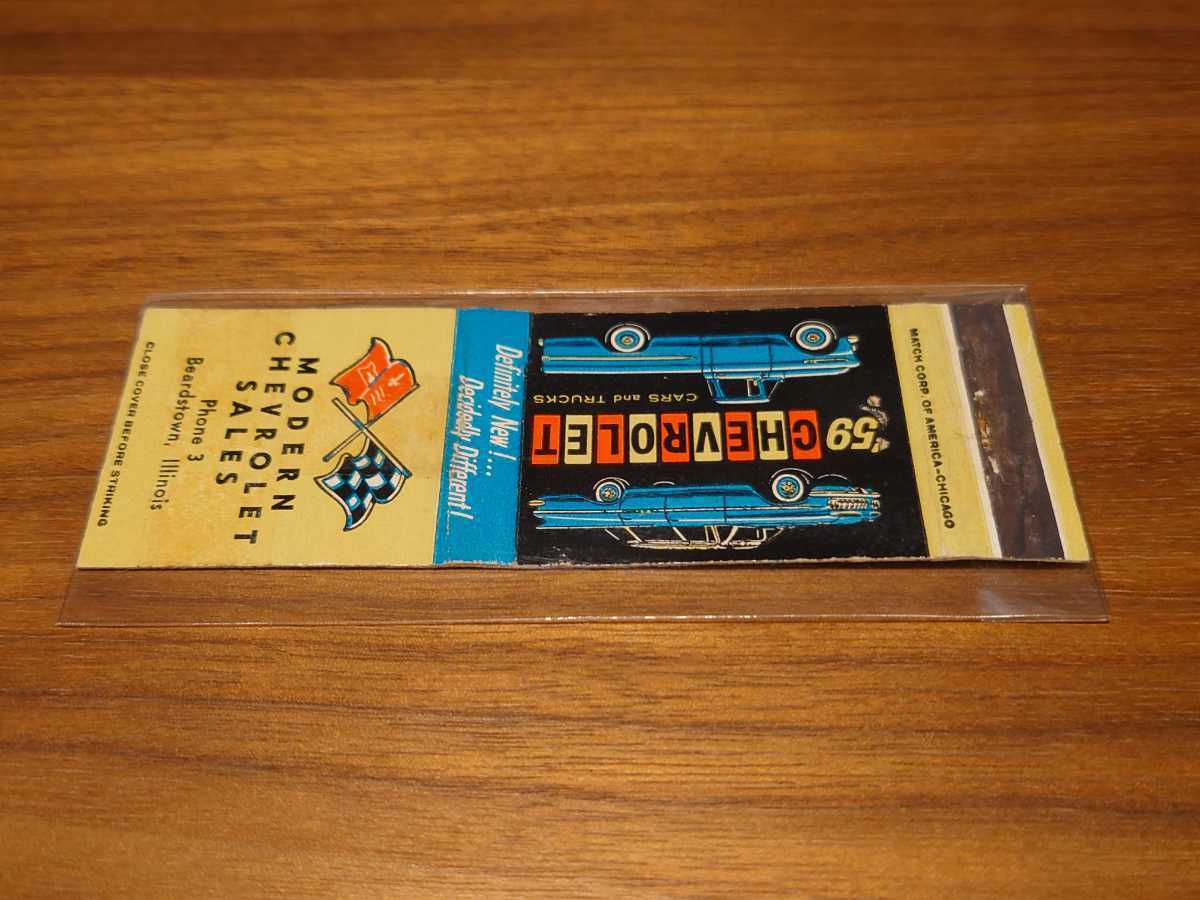 CLOSE COVER BEFORE STRIKING
MODERN
CHEVROLET
SALES
Phone 3
Beardstown, Illinois
Definitely New!...
Decidedly Different!
'59
CHEVROLET
CARS and TRUCKS
MATCH CORP. OF AMERICA-CHICAGO